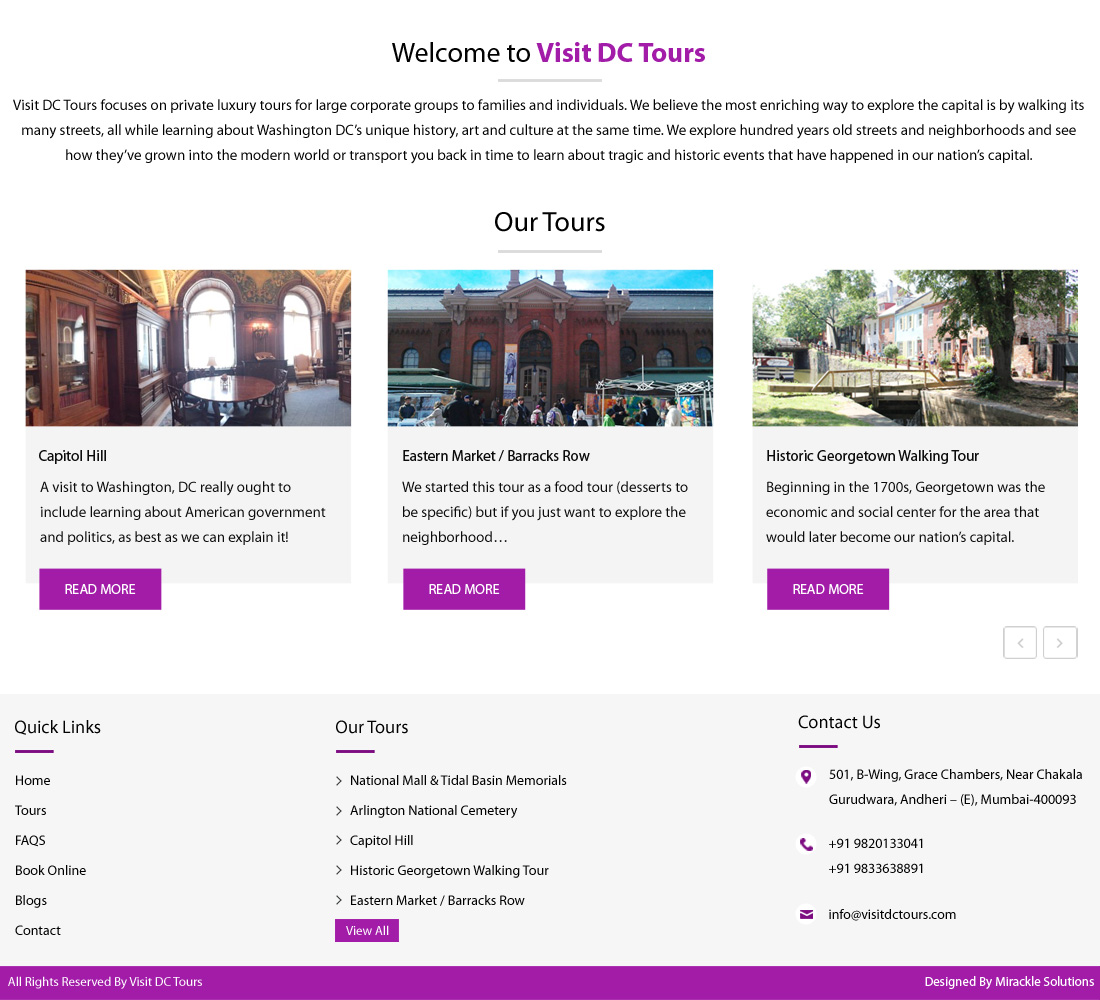 Welcome to Visit DC Tours
Visit DC Tours focuses on private luxury tours for large corporate groups to families and individuals. We believe the most enriching way to explore the capital is by walking its
many streets, all while learning about Washington DC’s unique history, art and culture at the same time. We explore hundred years old streets and neighborhoods and see
how they’ve grown into the modern world or transport you back in time to learn about tragic and historic events that have happened in our nation’s capital.
Our Tours
Capitol Hill
A visit to Washington, DC really ought to
include learning about American government
and politics, as best as we can explain it!
READ MORE
Eastern Market / Barracks Row
We started this tour as a food tour (desserts to
be specific) but if you just want to explore the
neighborhood…
READ MORE
Historic Georgetown Walking Tour
Beginning in the 1700s, Georgetown was the
economic and social center for the area that
would later become our nation’s capital.
READ MORE
Quick Links
Home
Tours
FAQS
Book Online
Blogs
Contact
Our Tours
National Mall & Tidal Basin Memorials
Arlington National Cemetery
Capitol Hill
Historic Georgetown Walking Tour
Eastern Market / Barracks Row
View All
Contact Us
501, B-Wing, Grace Chambers, Near Chakala
Gurudwara, Andheri – (E), Mumbai-400093
+91 9820133041
+91 9833638891
info@visitdctours.com
All Rights Reserved By Visit DC Tours
Designed By Mirackle Solutions